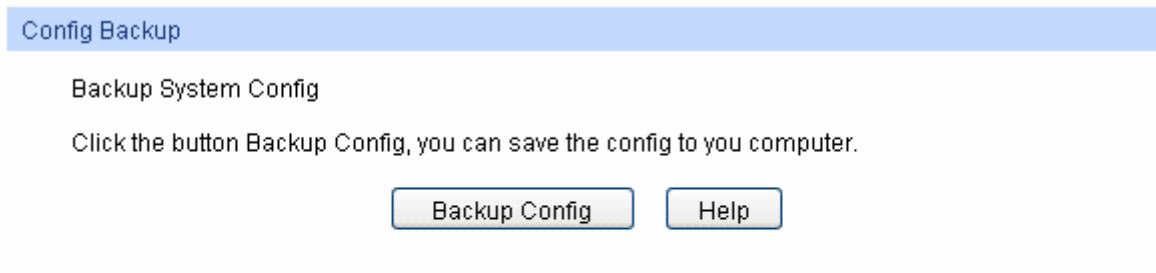 Config Backup
Backup System Config
Click the button Backup Config, you can save the config to you computer.
Backup Config Help